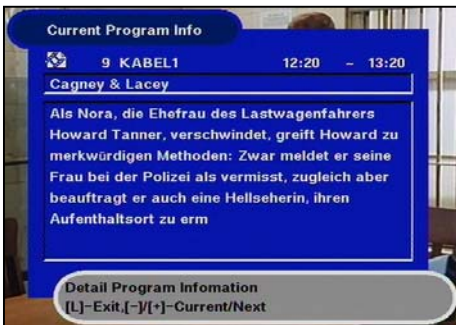 Current Program Info
9 KABEL1 12:20 – 13:20
Cagney & Lacey
Als Nora, die Ehefrau des Lastwagenfahrers
Howard Tanner, verschwindet, greift Howard zu
merkwürdigen Methoden: Zwar meldet er seine
Frau bei der Polizei als vermisst, zugleich aber
beauftragt er auch eine Hellseherin, ihren
Aufenthaltsort zu erm
Detail Program Infomation
[L]-Exit,[-]/[+]-Current/Next